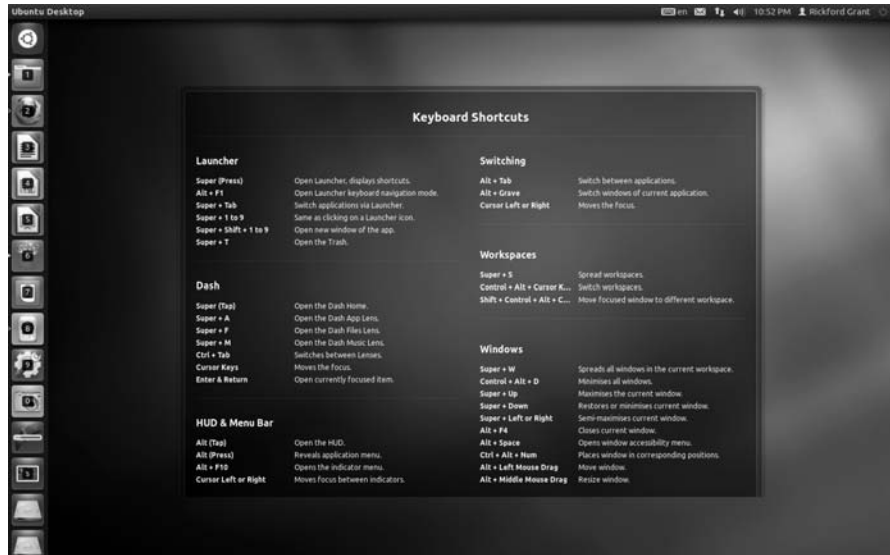 Ubuntu Desktop
en
10:52 PM
Rickford Grant
Keyboard Shortcuts
Launcher
Super (Press) Open Launcher, displays shortcuts.
Alt + F1 Open Launcher keyboard navigation mode.
Super + Tab Switch applications via Launcher.
Super + 1 to 9 Same as clicking on a Launcher icon.
Super + Shift + 1 to 9 Open new window of the app.
Super + T Open the Trash.
Dash
Super (Tap) Open the Dash Home.
Super + A Open the Dash App Lens.
Super + F Open the Dash Files Lens.
Super + M Open the Dash Music Lens.
Ctrl + Tab Switches between Lenses.
Cursor Keys Moves the focus.
Enter & Return Open currently focused item.
HUD & Menu Bar
Alt (Tap) Open the HUD.
Alt (Press) Reveals application menu.
Alt + F10 Opens the indicator menu.
Cursor Left or Right Moves focus between indicators.
Switching
Alt + Tab Switch between applications.
Alt + Grave Switch windows of current application.
Cursor Left or Right Moves the focus.
Workspaces
Super + S Spread workspaces.
Control + Alt + Cursor K... Switch workspaces.
Shift + Control + Alt + C... Move focused window to different workspace.
Windows
Super + W Spreads all windows in the current workspace.
Control + Alt + D Minimises all windows.
Super + Up Maximises the current window.
Super + Down Restores or minimises current window.
Super + Left or Right Semi-maximises current window.
Alt + F4 Closes current window.
Alt + Space Opens window accessibility menu.
Ctrl + Alt + Num Places window in corresponding positions.
Alt + Left Mouse Drag Move window.
Alt + Middle Mouse Drag Resize window.
1
2
3
4
5
6
7
8
9
0